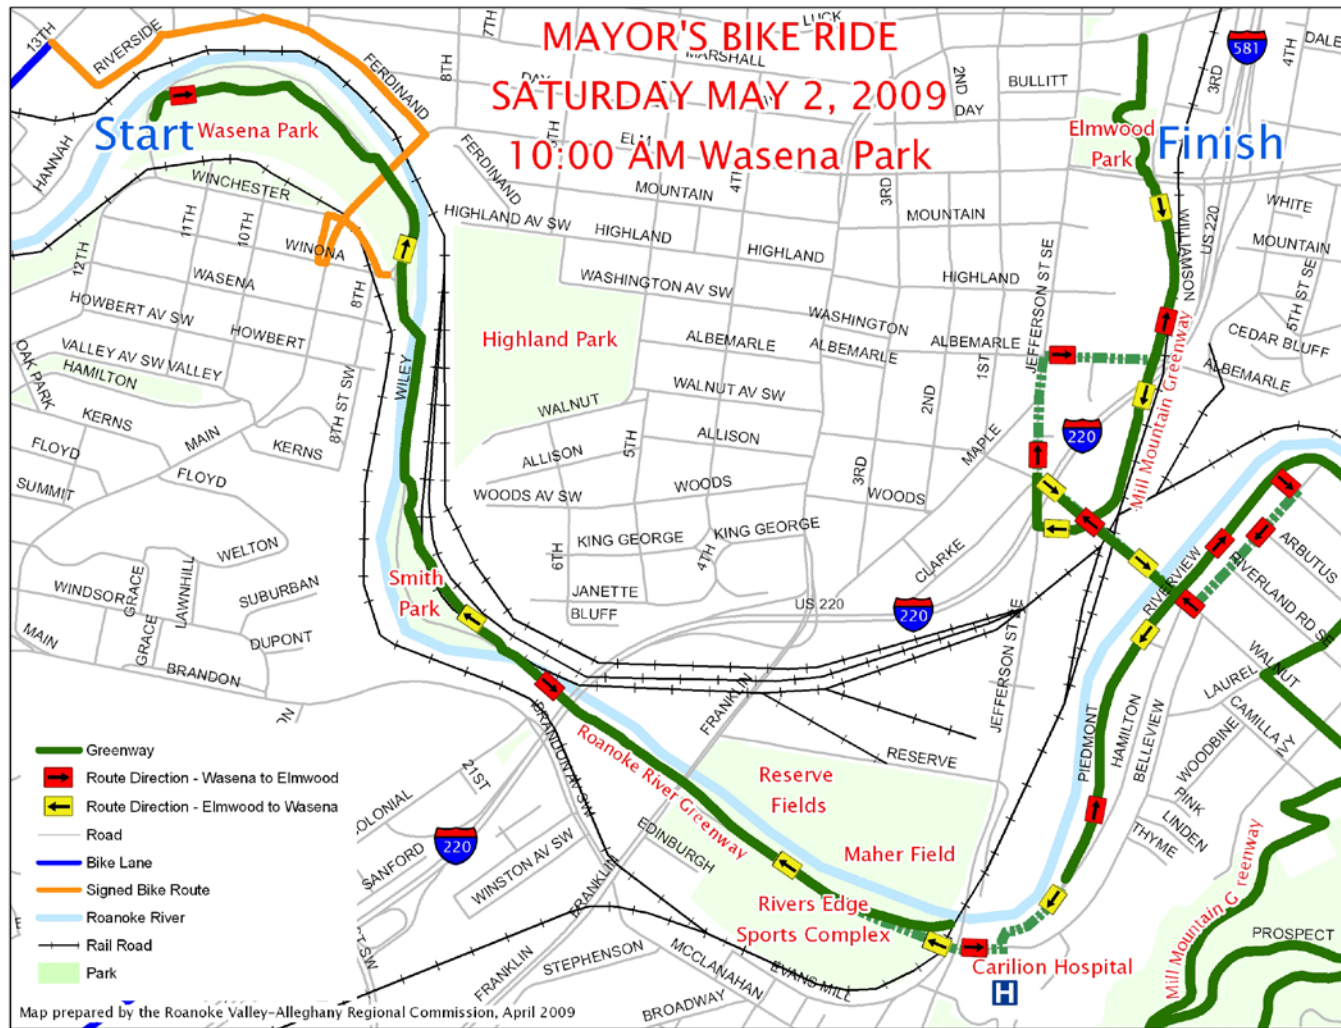 MAYOR'S BIKE RIDE
SATURDAY MAY 2, 2009
10:00 AM Wasena Park
Start
Wasena Park
Elmwood
Park
Finish
13TH
RIVERSIDE
FERDINAND
HANNAH
7TH
8TH
LUCK
MARSHALL
DAY
ELM
FERDINAND
MOUNTAIN
4TH
3RD
2ND
DAY
BULLITT
3RD
581
4TH
DALE
WINCHESTER
11TH
10TH
WINONA
12TH
WASENA
8TH
HOWBERT AV SW
HOWBERT
VALLEY AV SW
VALLEY
HAMILTON
OAK PARK
KERNS
MAIN
KERNS
8TH ST SW
FLOYD
FLOYD
SUMMIT
WELTON
WINDSOR
GRACE
LAWNHILL
SUBURBAN
GRACE
DUPONT
MAIN
BRANDON
WILEY
HIGHLAND AV SW
HIGHLAND
HIGHLAND
MOUNTAIN
HIGHLAND
WASHINGTON AV SW
WASHINGTON
Highland Park
ALBEMARLE
ALBEMARLE
ALBEMARLE
WALNUT AV SW
WALNUT
ALLISON
ALLISON
5TH
WOODS AV SW
WOODS
WOODS
3RD
2ND
1ST
JEFFERSON ST SE
MAPLE
KING GEORGE
KING GEORGE
4TH
6TH
JANETTE
BLUFF
CLARKE
US 220
220
220
WILLIAMSON
US 220
WHITE
MOUNTAIN
5TH ST SE
CEDAR BLUFF
ALBEMARLE
Mill Mountain Greenway
Smith
Park
RIVERVIEW
ARBUTUS
RIVERLAND RD SE
WALNUT
LAUREL
CAMILLA
IVY
WOODBINE
PINK
LINDEN
THYME
PIEDMONT
HAMILTON
BELLEVIEW
JEFFERSON ST SE
FRANKLIN
RESERVE
Reserve
Fields
Maher Field
Rivers Edge
Sports Complex
Roanoke River Greenway
BRANDON AV SW
EDINBURGH
21ST
COLONIAL
SANFORD
220
WINSTON AV SW
FRANKLIN
FRANKLIN
STEPHENSON
MCCLANAHAN
EVANS MILL
BROADWAY
Carilion Hospital
H
Mill Mountain Greenway
PROSPECT
Greenway
Route Direction - Wasena to Elmwood
Route Direction - Elmwood to Wasena
Road
Bike Lane
Signed Bike Route
Roanoke River
Rail Road
Park
Map prepared by the Roanoke Valley-Alleghany Regional Commission, April 2009